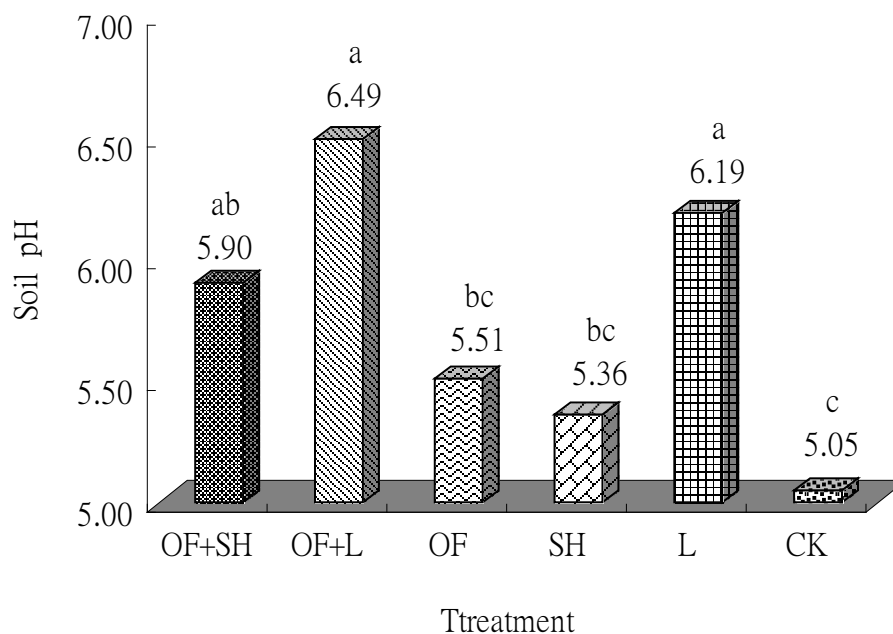 7.00
6.50
6.00
5.50
5.00
Soil pH
ab
5.90
a
6.49
bc
5.51
bc
5.36
a
6.19
c
5.05
OF+SH OF+L OF SH L CK
Ttreatment